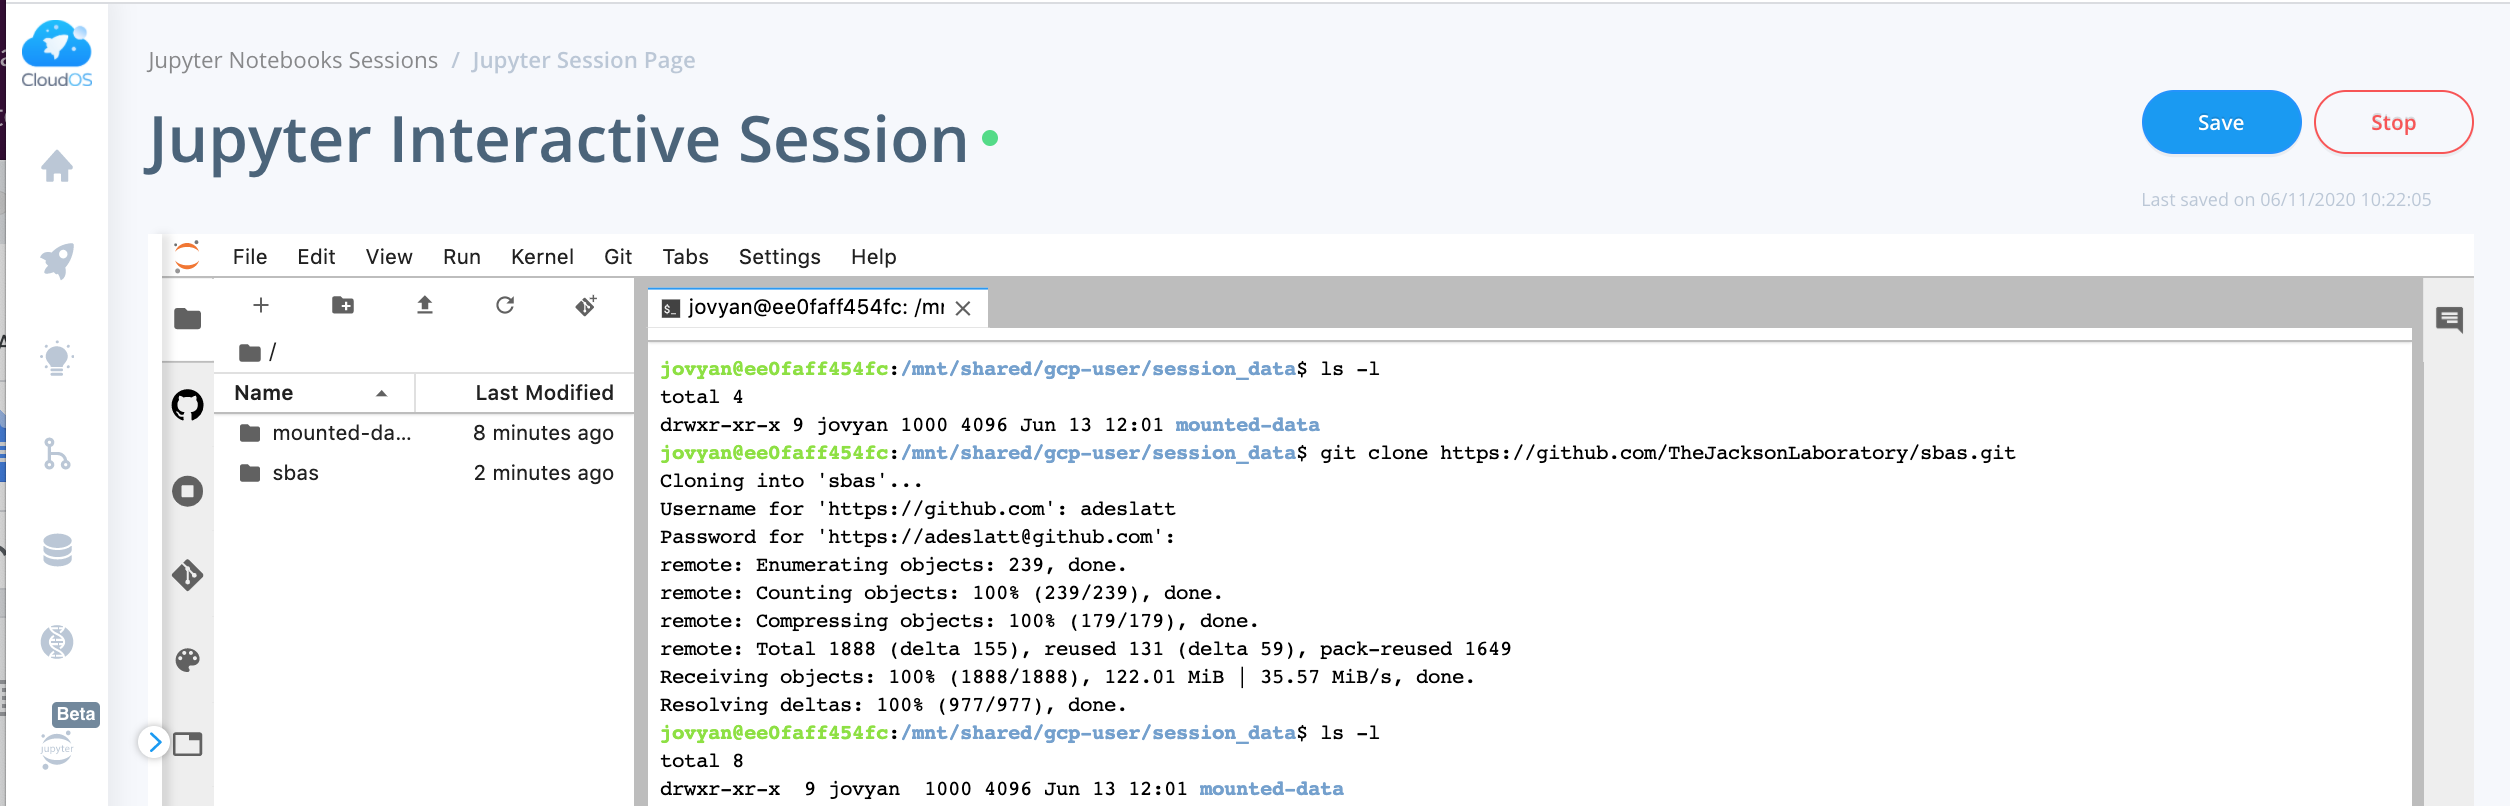 CloudOS
Jupyter Notebooks Sessions / Jupyter Session Page
Jupyter Interactive Session
Save
Stop
Last saved on 06/11/2020 10:22:05
File Edit View Run Kernel Git Tabs Settings Help
jovyan@ee0faff454fc: /mr
/
Name Last Modified
mounted-da... 8 minutes ago
sbas 2 minutes ago
Beta
jupyter
jovyan@ee0faff454fc:/mnt/shared/gcp-user/session_data$ ls -l
total 4
drwxr-xr-x 9 jovyan 1000 4096 Jun 13 12:01 mounted-data
jovyan@ee0faff454fc:/mnt/shared/gcp-user/session_data$ git clone https://github.com/TheJacksonLaboratory/sbas.git
Cloning into 'sbas'...
Username for 'https://github.com': adeslatt
Password for 'https://adeslatt@github.com':
remote: Enumerating objects: 239, done.
remote: Counting objects: 100% (239/239), done.
remote: Compressing objects: 100% (179/179), done.
remote: Total 1888 (delta 155), reused 131 (delta 59), pack-reused 1649
Receiving objects: 100% (1888/1888), 122.01 MiB | 35.57 MiB/s, done.
Resolving deltas: 100% (977/977), done.
jovyan@ee0faff454fc:/mnt/shared/gcp-user/session_data$ ls -l
total 8
drwxr-xr-x  9 jovyan  1000 4096 Jun 13 12:01 mounted-data